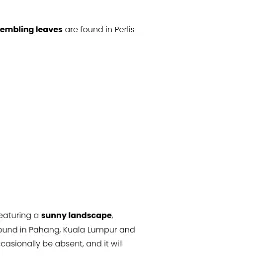 embling leaves are found in Perlis
eaturing a sunny landscape,
ound in Pahang, Kuala Lumpur and
casionally be absent, and it will